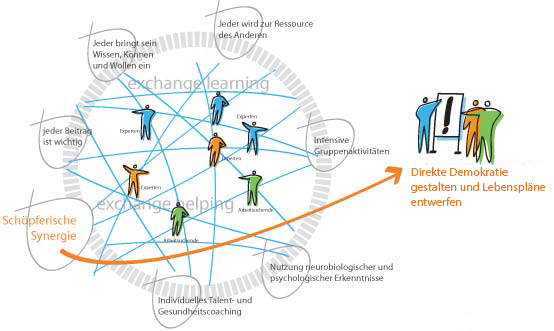 Jeder wird zur Ressource
des Anderen
Jeder bringt sein
Wissen, Können
und Wollen ein
exchange learning
Experten
Experten
jeder Beitrag
ist wichtig
Intensive
Gruppenaktivitäten
Experten
Experten
exchange helping
Arbeitsuchende
Arbeitsuchende
Schöpferische
Synergie
Direkte Demokratie
gestalten und Lebenspläne
entwerfen
!
Nutzung neurobiologischer und
psychologischer Erkenntnisse
Individuelles Talent- und
Gesundheitscoaching